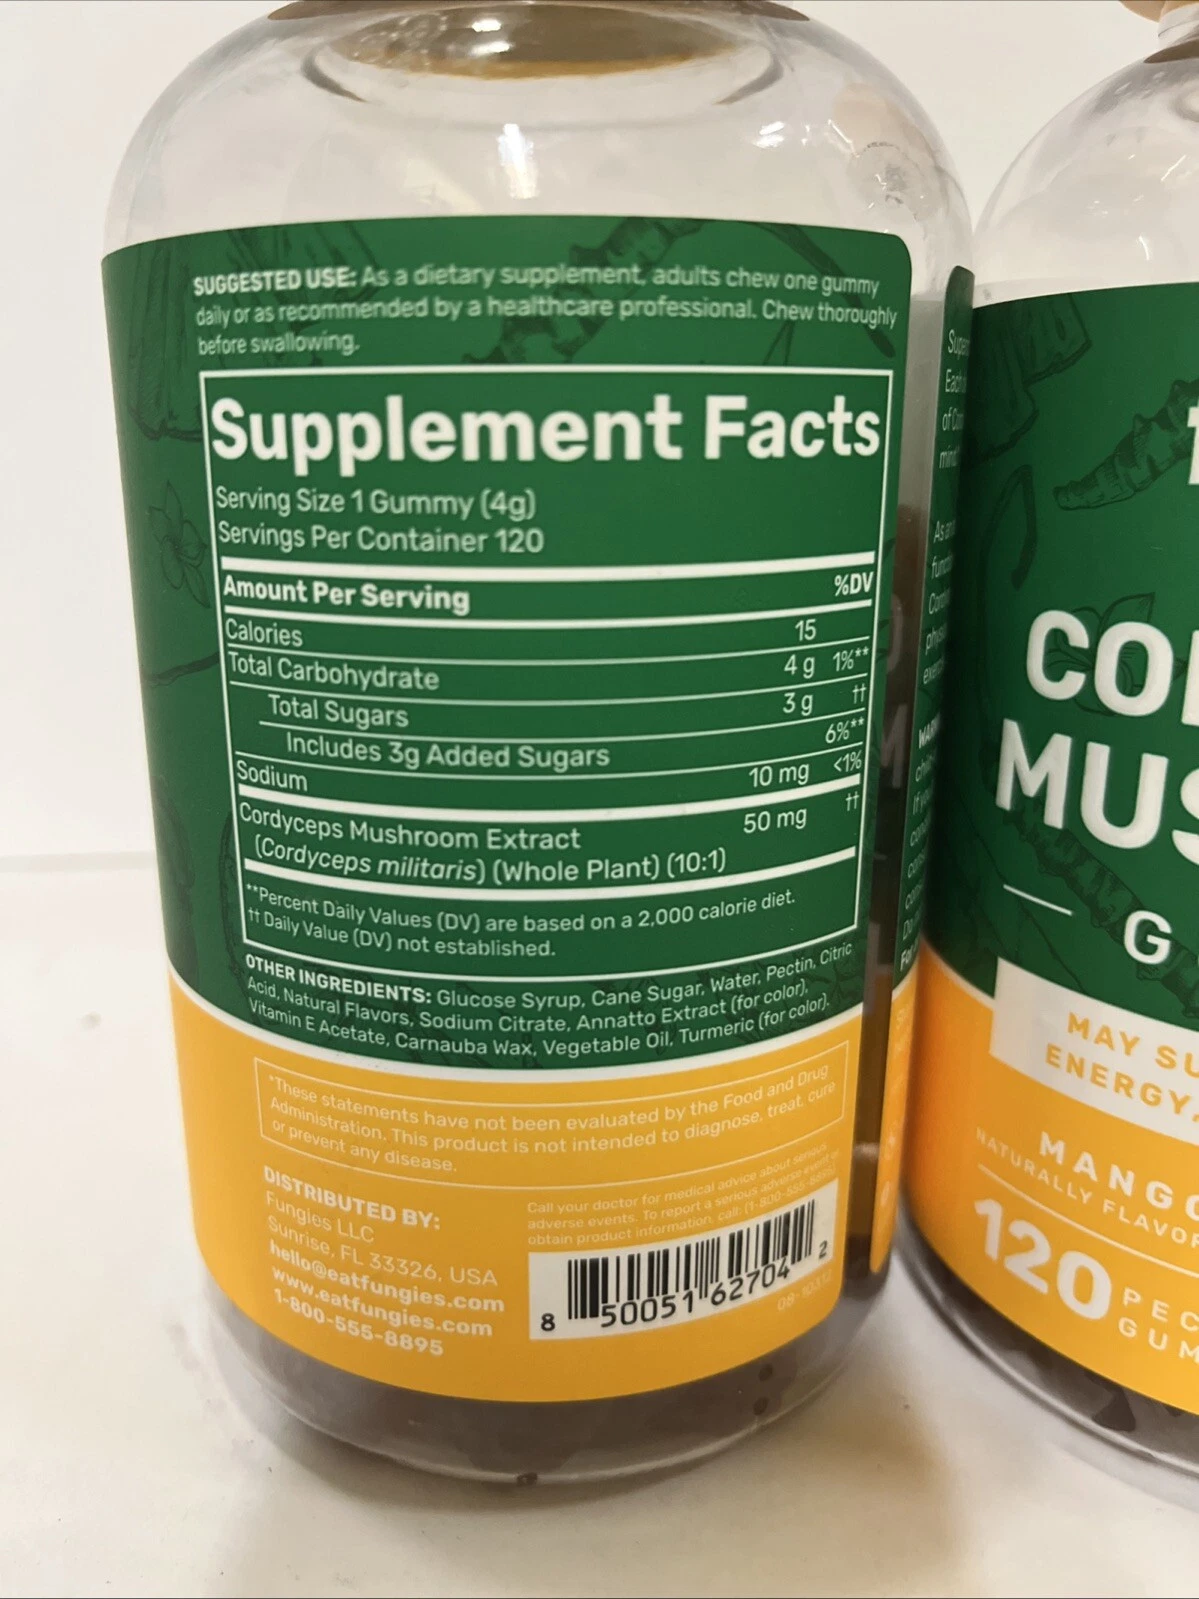 SUGGESTED USE: As a dietary supplement, adults chew one gummy
daily or as recommended by a healthcare professional. Chew thoroughly
before swallowing.
Supplement Facts
Serving Size 1 Gummy (4g)
Servings Per Container 120
Amount Per Serving %DV
Calories 15
Total Carbohydrate 4 g 1%**
Total Sugars 3 g ††
Includes 3g Added Sugars 6%**
Sodium 10 mg <1%
Cordyceps Mushroom Extract 50 mg ††
(Cordyceps militaris) (Whole Plant) (10:1)
**Percent Daily Values (DV) are based on a 2,000 calorie diet.
†† Daily Value (DV) not established.
OTHER INGREDIENTS: Glucose Syrup, Cane Sugar, Water, Pectin, Citric
Acid, Natural Flavors, Sodium Citrate, Annatto Extract (for color),
Vitamin E Acetate, Carnauba Wax, Vegetable Oil, Turmeric (for color).
*These statements have not been evaluated by the Food and Drug
Administration. This product is not intended to diagnose, treat, cure
or prevent any disease.
DISTRIBUTED BY:
Fungies LLC
Sunrise, FL 33326, USA
hello@eatfungies.com
www.eatfungies.com
1-800-555-8895
Call your doctor for medical advice about serious
adverse events. To report a serious adverse event or
obtain product information, call: (1-800-555-8895)
8 50051 62704 2
CO
MUS
G
MAY SU
ENERGY,
MANGO
NATURALLY FLAVOR
120 PEC
GUM